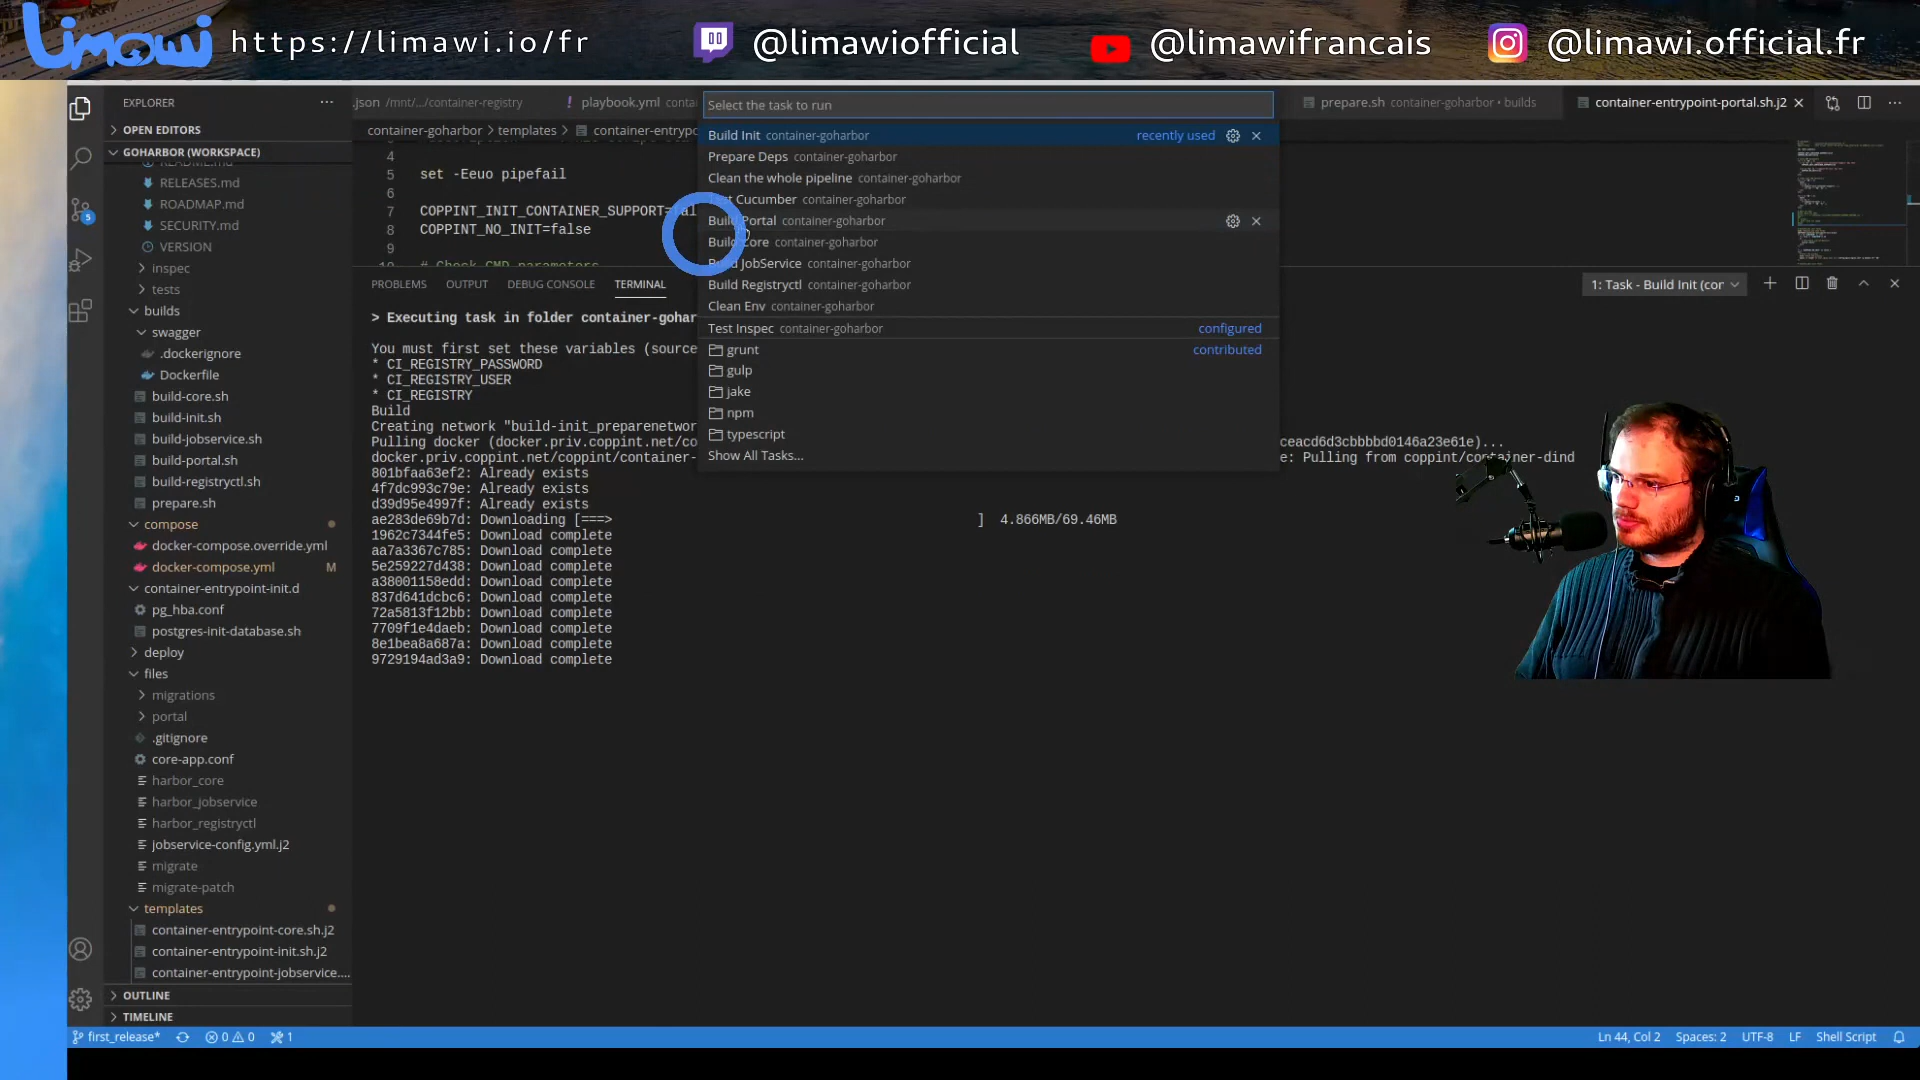 Limawi https://limawi.io/fr @limawiofficial @limawifrancais @limawi.official.fr
EXPLORER
OPEN EDITORS
GOHARBOR (WORKSPACE)
README.md
RELEASES.md
ROADMAP.md
SECURITY.md
VERSION
inspec
tests
builds
swagger
.dockerignore
Dockerfile
build-core.sh
build-init.sh
build-jobservice.sh
build-portal.sh
build-registryctl.sh
prepare.sh
compose
docker-compose.override.yml
docker-compose.yml M
container-entrypoint-init.d
pg_hba.conf
postgres-init-database.sh
deploy
files
migrations
portal
.gitignore
core-app.conf
harbor_core
harbor_jobservice
harbor_registryctl
jobservice-config.yml.j2
migrate
migrate-patch
templates
container-entrypoint-core.sh.j2
container-entrypoint-init.sh.j2
container-entrypoint-jobservice....
OUTLINE
TIMELINE
5
.json /mnt/.../container-registry ! playbook.yml
prepare.sh container-goharbor • builds container-entrypoint-portal.sh.j2
container-goharbor > templates >
4
5 set -Eeuo pipefail
6
7 COPPINT_INIT_CONTAINER_SUPPORT=
8 COPPINT_NO_INIT=false
9
Select the task to run
Build Init container-goharbor recently used
Prepare Deps container-goharbor
Clean the whole pipeline container-goharbor
Cucumber container-goharbor
Build Portal container-goharbor
Build Core container-goharbor
Build JobService container-goharbor
Build Registryctl container-goharbor
Clean Env container-goharbor
Test Inspec container-goharbor configured
grunt contributed
gulp
jake
npm
typescript
Show All Tasks...
PROBLEMS OUTPUT DEBUG CONSOLE TERMINAL 1: Task - Build Init (cor
> Executing task in folder container-gohar
You must first set these variables (source
* CI_REGISTRY_PASSWORD
* CI_REGISTRY_USER
* CI_REGISTRY
Build
Creating network "build-init_preparenetwor
Pulling docker (docker.priv.coppint.net/co ceacd6d3cbbbbd0146a23e61e)...
docker.priv.coppint.net/coppint/container- e: Pulling from coppint/container-dind
801bfaa63ef2: Already exists
4f7dc993c79e: Already exists
d39d95e4997f: Already exists
ae283de69b7d: Downloading [===> ] 4.866MB/69.46MB
1962c7344fe5: Download complete
aa7a3367c785: Download complete
5e259227d438: Download complete
a38001158edd: Download complete
837d641dcbc6: Download complete
72a5813f12bb: Download complete
7709f1e4daeb: Download complete
8e1bea8a687a: Download complete
9729194ad3a9: Download complete
first_release* 0 0 1 Ln 44, Col 2 Spaces: 2 UTF-8 LF Shell Script